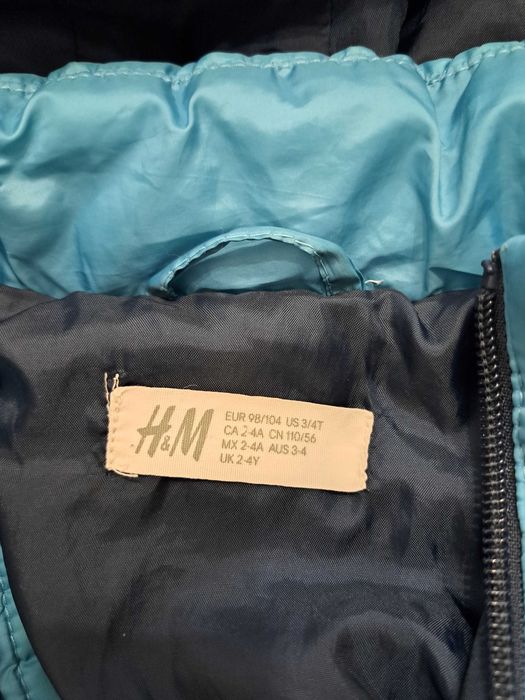 H&M
EUR 98/104 US 3/4T
CA 2-4A CN 110/56
MX 2-4A AUS 3-4
UK 2-4Y